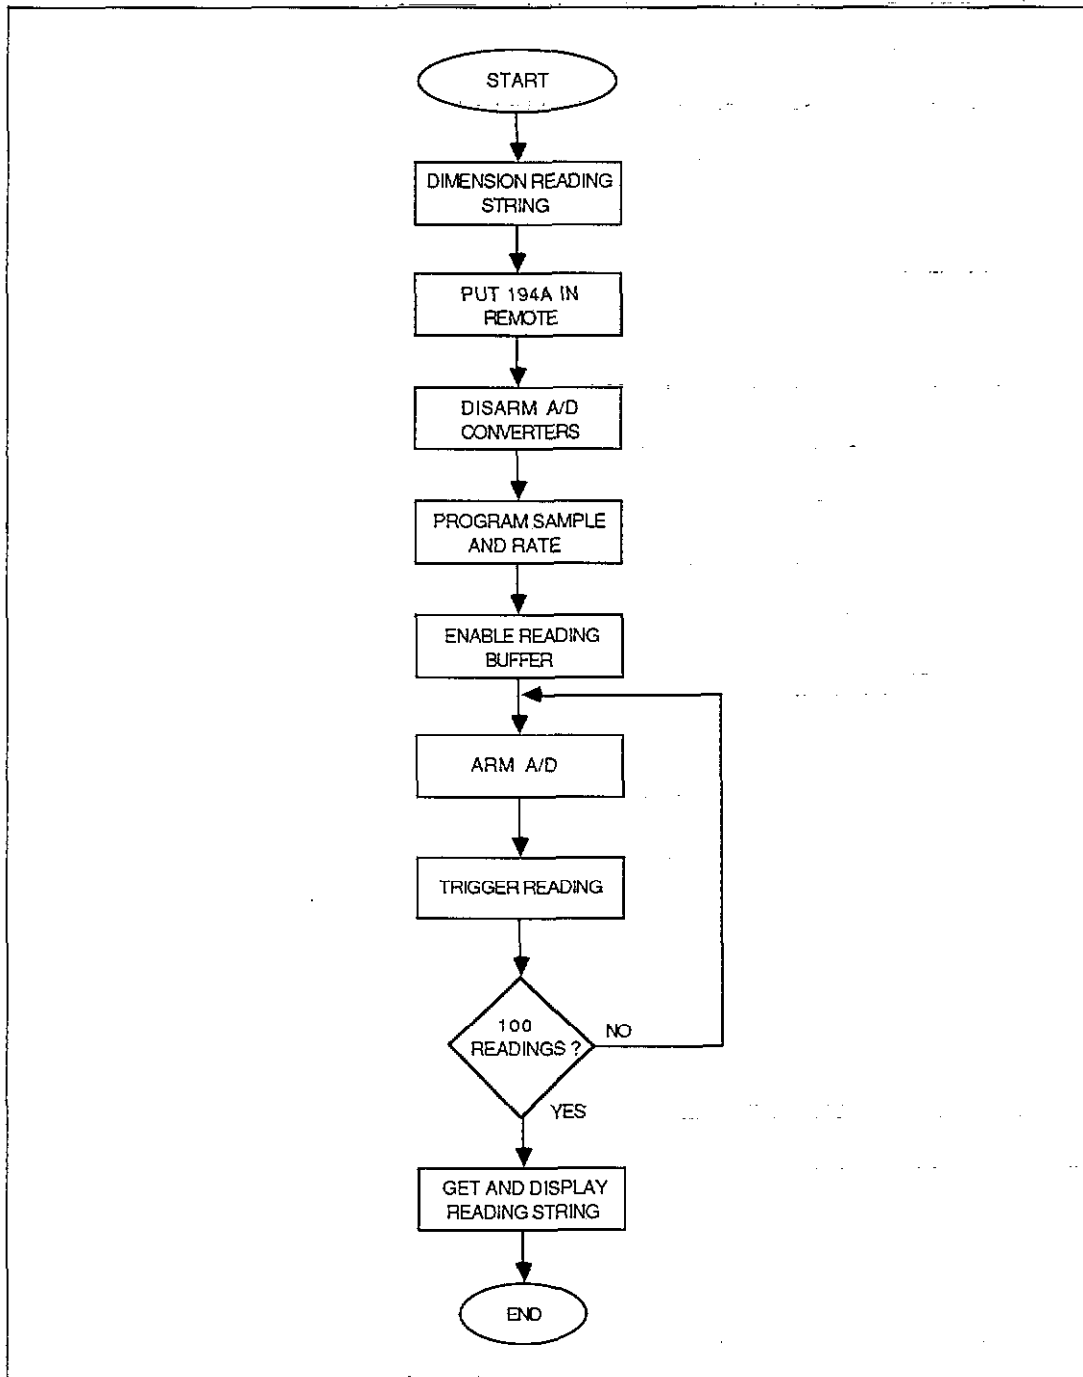 START
DIMENSION READING
STRING
PUT 194A IN
REMOTE
DISARM A/D
CONVERTERS
PROGRAM SAMPLE
AND RATE
ENABLE READING
BUFFER
ARM A/D
TRIGGER READING
100
READINGS ?
NO
YES
GET AND DISPLAY
READING STRING
END